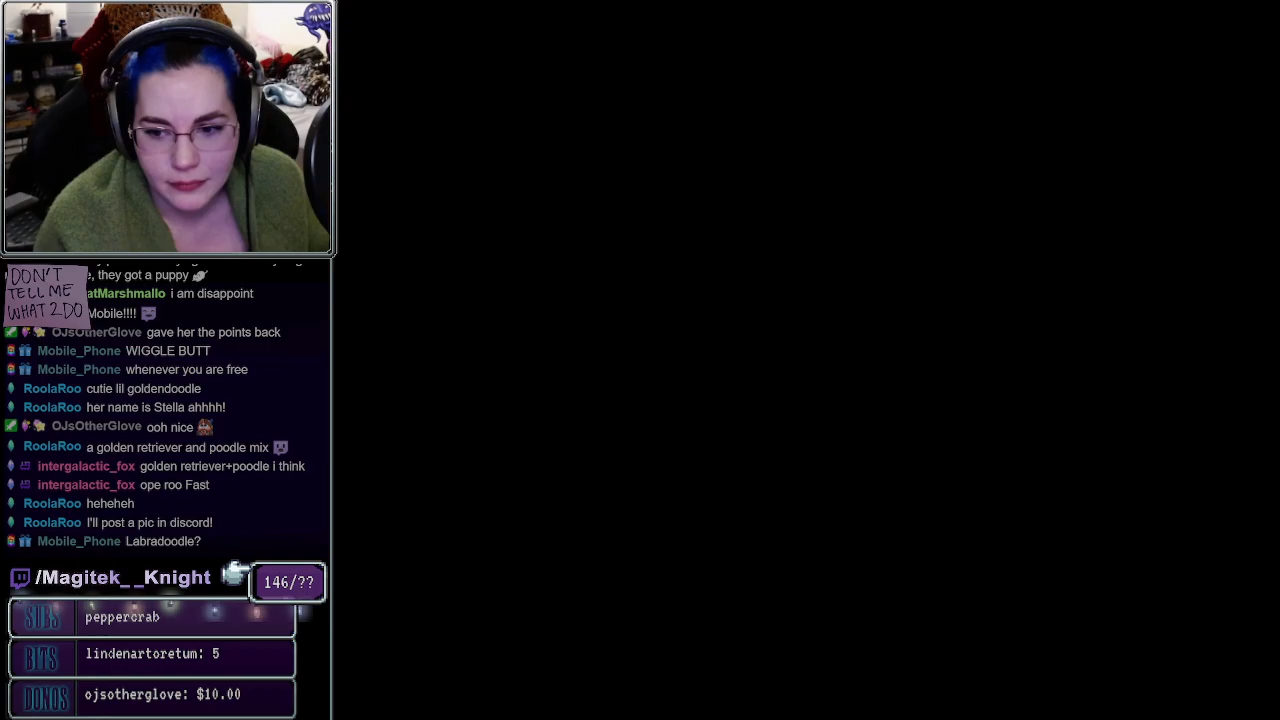 e, they got a puppy
DON'T
TELL ME
WHAT 2 DO
atMarshmallo i am disappoint
Mobile!!!!
OJsOtherGlove gave her the points back
Mobile_Phone WIGGLE BUTT
Mobile_Phone whenever you are free
RoolaRoo cutie lil goldendoodle
RoolaRoo her name is Stella ahhhh!
OJsOtherGlove ooh nice
RoolaRoo a golden retriever and poodle mix
intergalactic_fox golden retriever+poodle i think
intergalactic_fox ope roo Fast
RoolaRoo heheheh
RoolaRoo I'll post a pic in discord!
Mobile_Phone Labradoodle?
/Magitek__Knight
146/??
SUBS peppercrab
BITS lindenartoretum: 5
DONOS ojsotherglove: $10.00